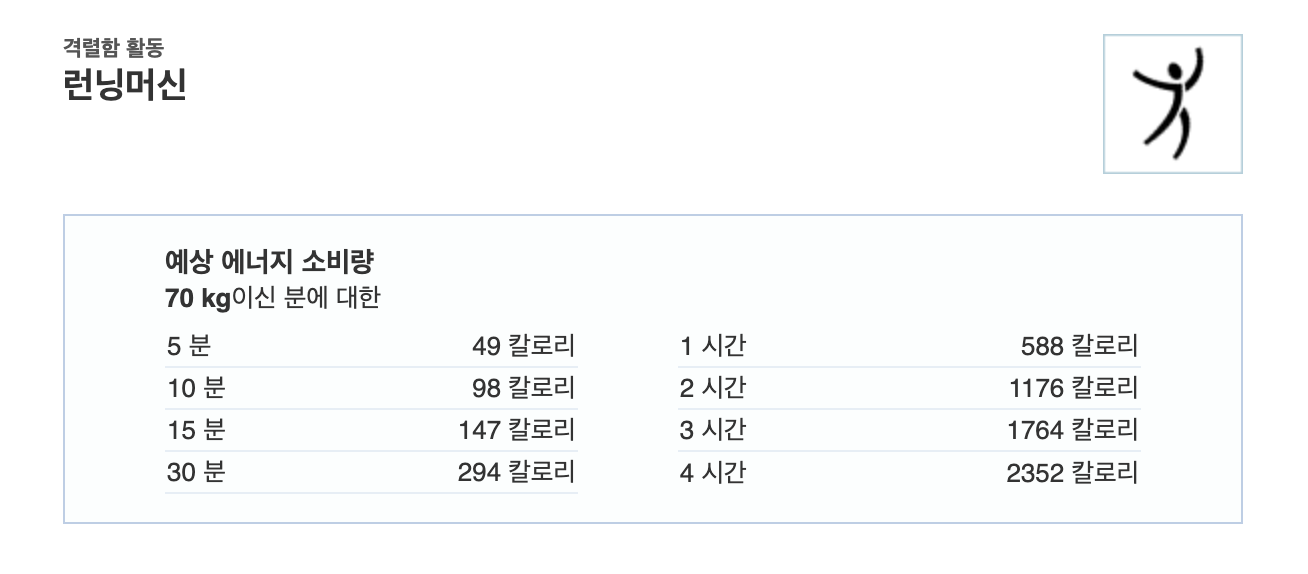 격렬함 활동
런닝머신
예상 에너지 소비량
70 kg이신 분에 대한
5 분 49 칼로리
10 분 98 칼로리
15 분 147 칼로리
30 분 294 칼로리
1 시간 588 칼로리
2 시간 1176 칼로리
3 시간 1764 칼로리
4 시간 2352 칼로리